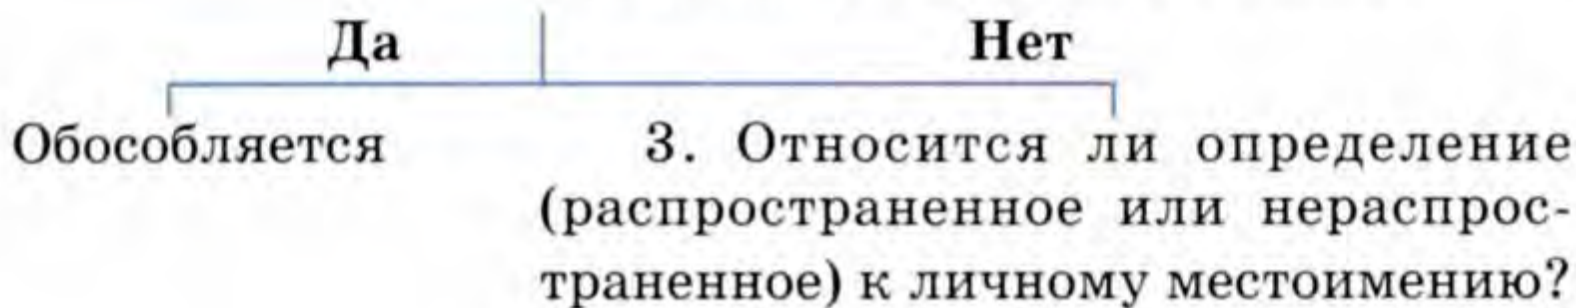 Да Нет
Обособляется 3. Относится ли определение
(распространенное или нераспрос-
траненное) к личному местоимению?